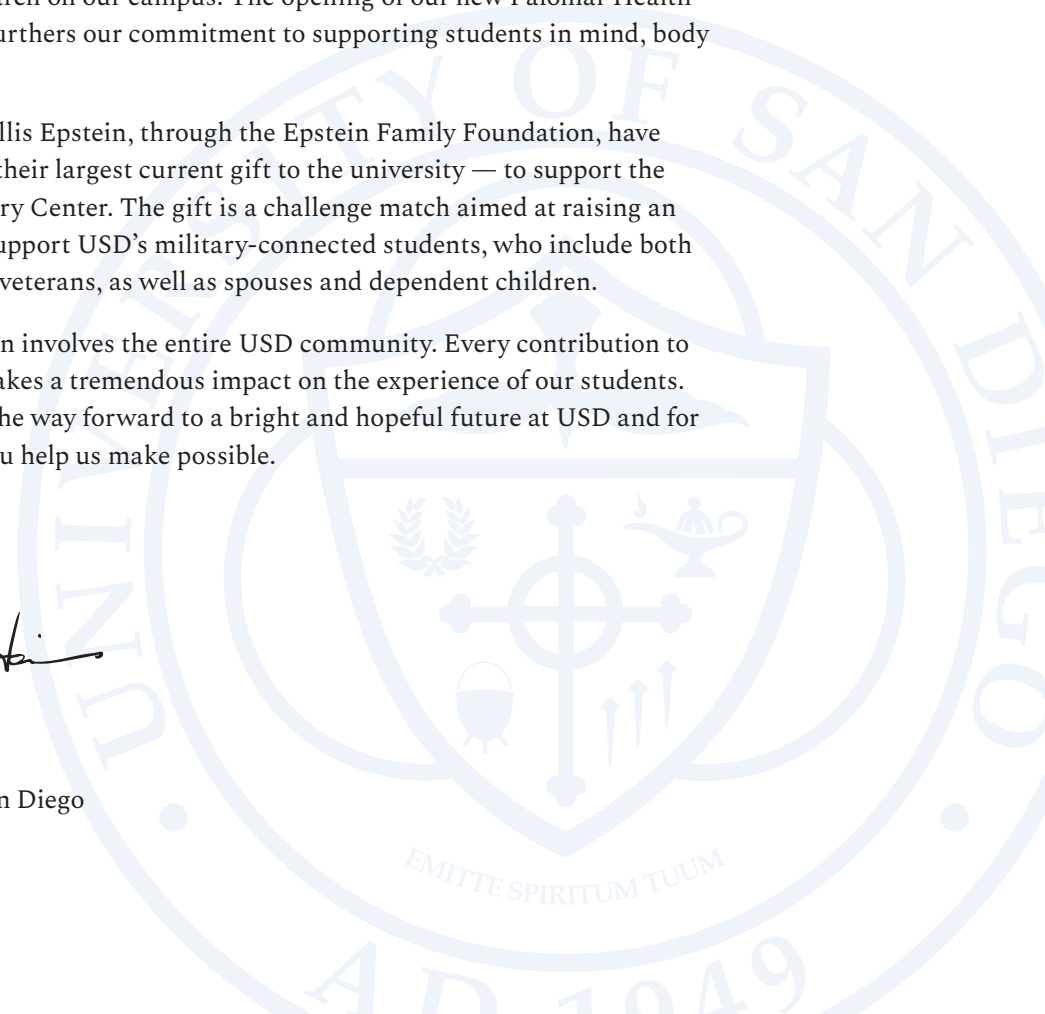 on our campus. The opening of our new Palomar Health
urthers our commitment to supporting students in mind, body
llis Epstein, through the Epstein Family Foundation, have
their largest current gift to the university — to support the
ry Center. The gift is a challenge match aimed at raising an
upport USD’s military-connected students, who include both
veterans, as well as spouses and dependent children.
n involves the entire USD community. Every contribution to
akes a tremendous impact on the experience of our students.
he way forward to a bright and hopeful future at USD and for
u help us make possible.
n Diego
UNIVERSITY OF SAN DIEGO
EMITTE SPIRITUM TUUM
AD 1949